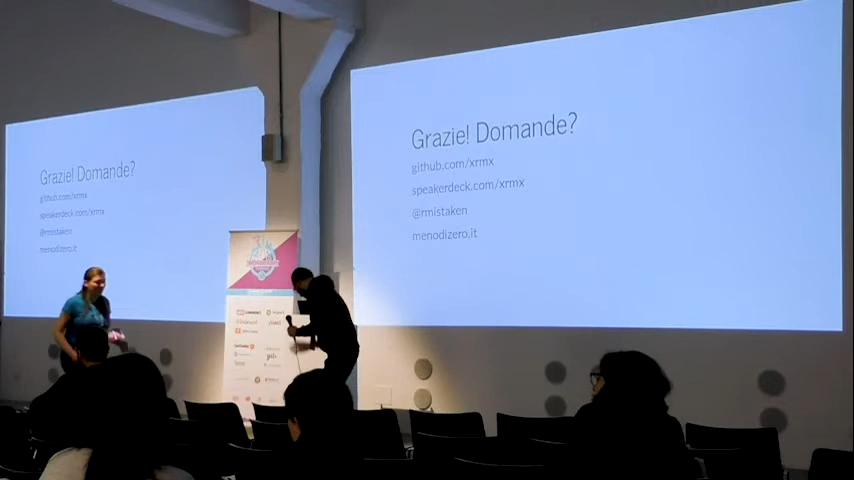 Grazie! Domande?
github.com/xrmx
speakerdeck.com/xrmx
@rmistaken
menodizero.it
Grazie! Domande?
github.com/xrmx
speakerdeck.com/xrmx
@rmistaken
menodizero.it